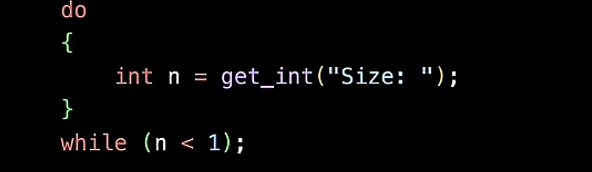 do
{
    int n = get_int("Size: ");
}
while (n < 1);